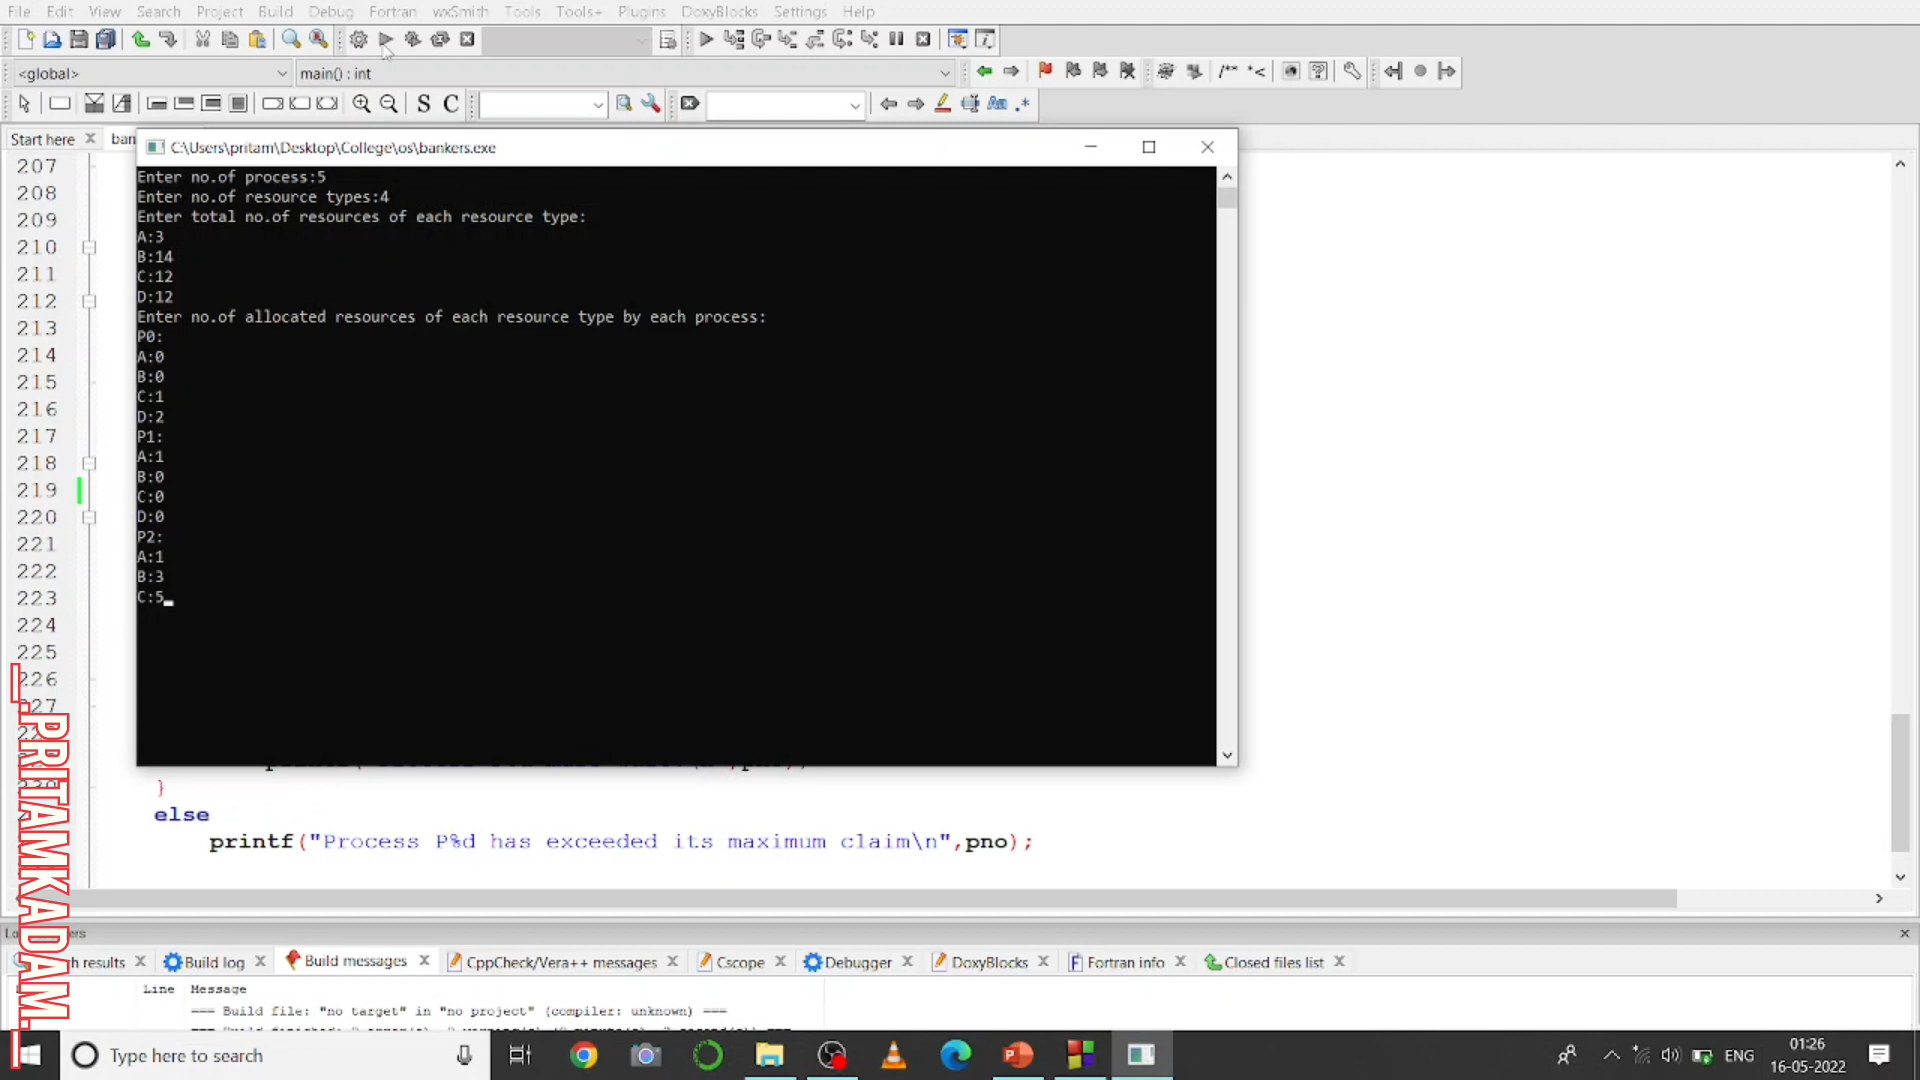 File Edit View Search Project Build Debug Fortran wxSmith Tools Tools+ Plugins DoxyBlocks Settings Help
<global> main() : int
S C
Start here
C:\Users\pritam\Desktop\College\os\bankers.exe
Enter no.of process:5
Enter no.of resource types:4
Enter total no.of resources of each resource type:
A:3
B:14
C:12
D:12
Enter no.of allocated resources of each resource type by each process:
P0:
A:0
B:0
C:1
D:2
P1:
A:1
B:0
C:0
D:0
P2:
A:1
B:3
C:5
207
208
209
210
211
212
213
214
215
216
217
218
219
220
221
222
223
224
225
226
}
else
printf("Process P%d has exceeded its maximum claim\n",pno);
_.PRITAMKADAM._
results Build log Build messages CppCheck/Vera++ messages Cscope Debugger DoxyBlocks Fortran info Closed files list
Line Message
=== Build file: "no target" in "no project" (compiler: unknown) ===
Type here to search
ENG
01:26
16-05-2022